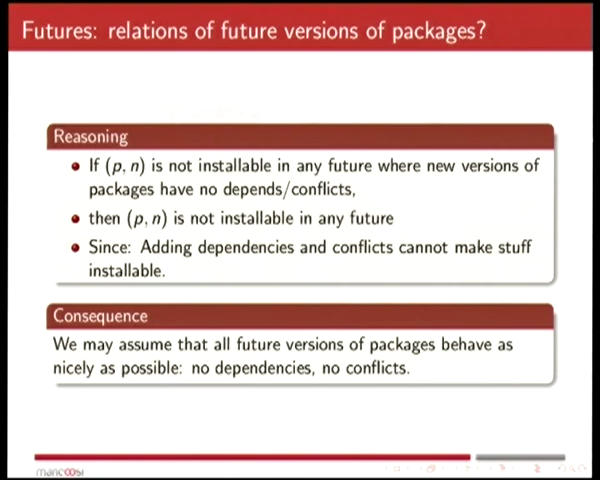 Futures: relations of future versions of packages?
Reasoning
If (p, n) is not installable in any future where new versions of
packages have no depends/conflicts,
then (p, n) is not installable in any future
Since: Adding dependencies and conflicts cannot make stuff
installable.
Consequence
We may assume that all future versions of packages behave as
nicely as possible: no dependencies, no conflicts.
mancoosi